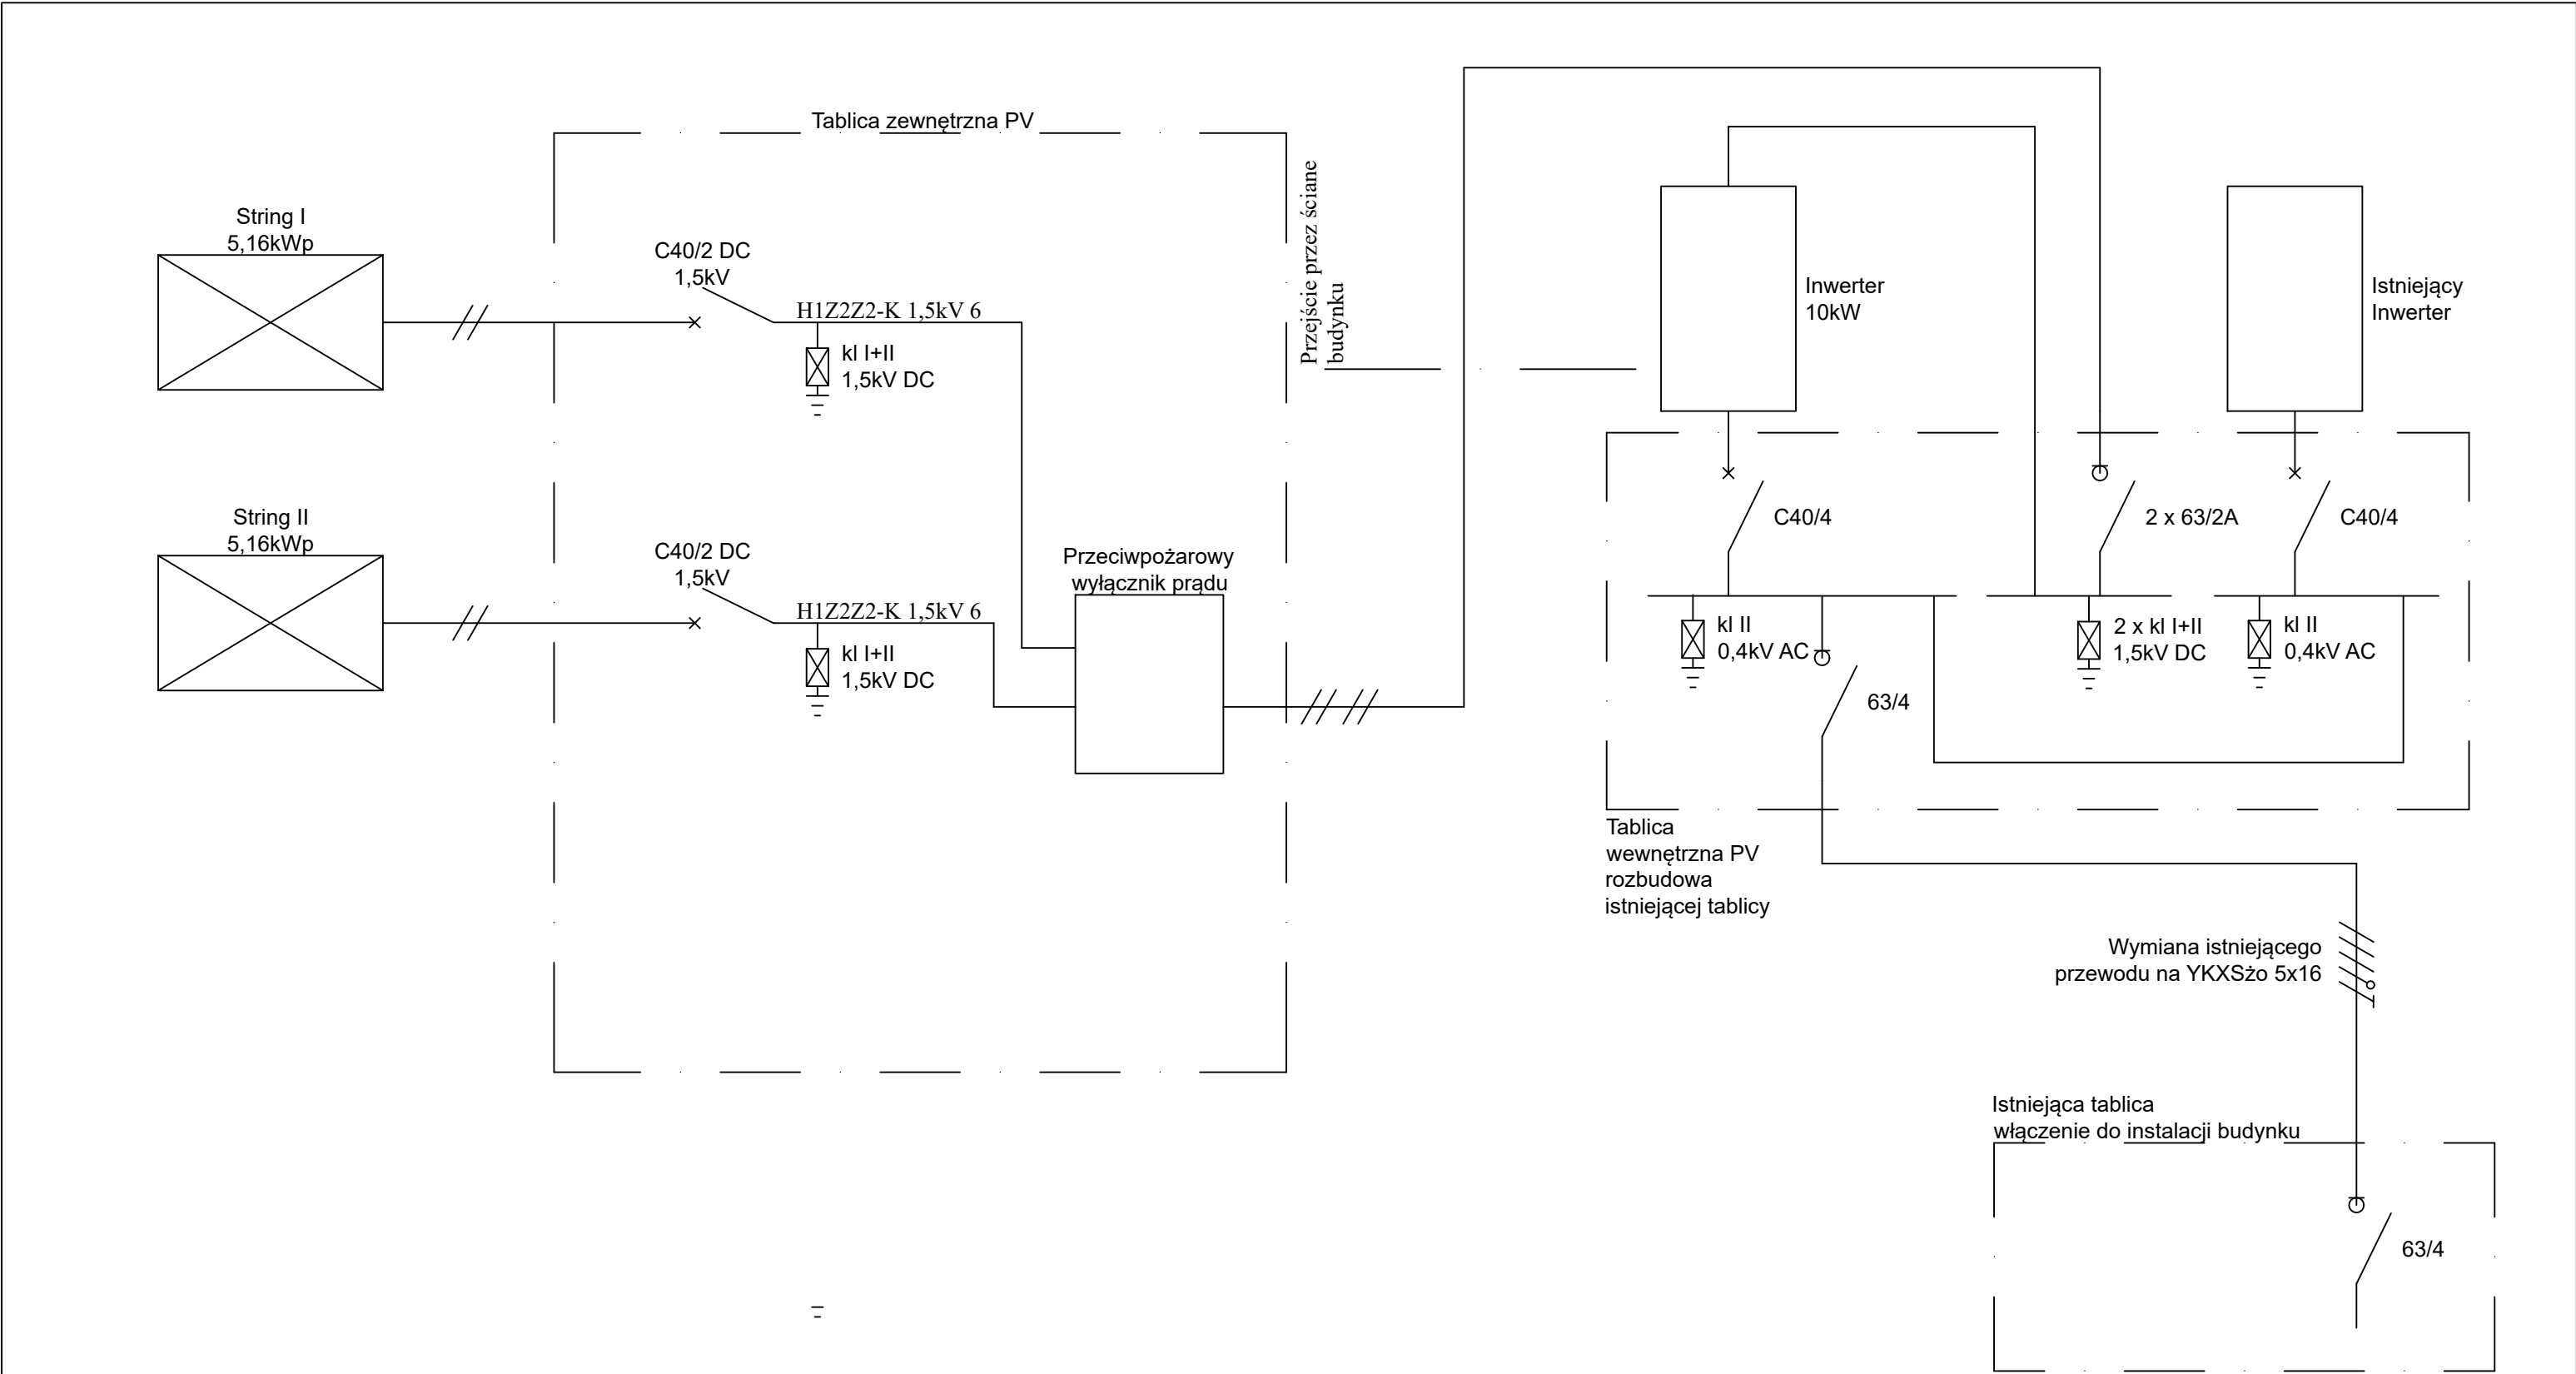 Tablica zewnętrzna PV
String I
5,16kWp
C40/2 DC
1,5kV
H1Z2Z2-K 1,5kV 6
kl I+II
1,5kV DC
String II
5,16kWp
C40/2 DC
1,5kV
H1Z2Z2-K 1,5kV 6
kl I+II
1,5kV DC
Przeciwpożarowy
wyłącznik prądu
Przejście przez ściane
budynku
Inwerter
10kW
Istniejący
Inwerter
C40/4
2 x 63/2A
C40/4
kl II
0,4kV AC
63/4
2 x kl I+II
1,5kV DC
kl II
0,4kV AC
Tablica
wewnętrzna PV
rozbudowa
istniejącej tablicy
Wymiana istniejącego
przewodu na YKXSżo 5x16
Istniejąca tablica
włączenie do instalacji budynku
63/4